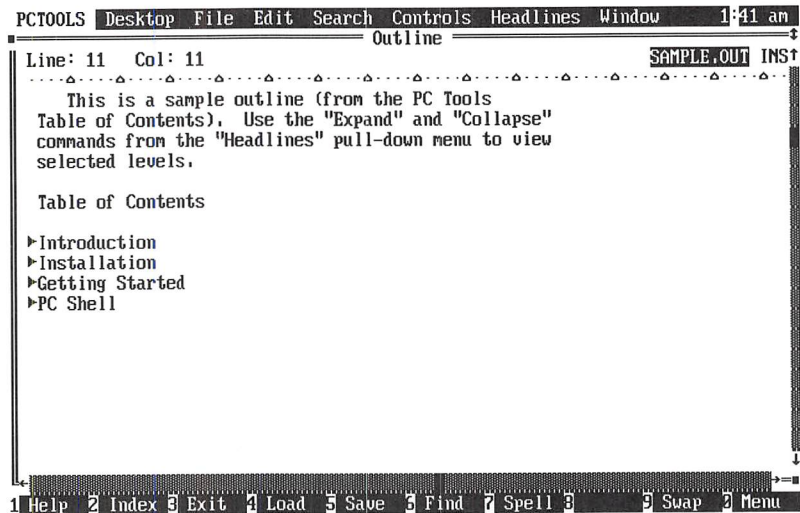 PCTOOLS Desktop File Edit Search Controls Headlines Window 1:41 am
Outline
Line: 11 Col: 11 SAMPLE.OUT INS
This is a sample outline (from the PC Tools
Table of Contents). Use the "Expand" and "Collapse"
commands from the "Headlines" pull-down menu to view
selected levels.
Table of Contents
►Introduction
►Installation
►Getting Started
►PC Shell
1 Help 2 Index 3 Exit 4 Load 5 Save 6 Find 7 Spell 8 9 Swap 0 Menu